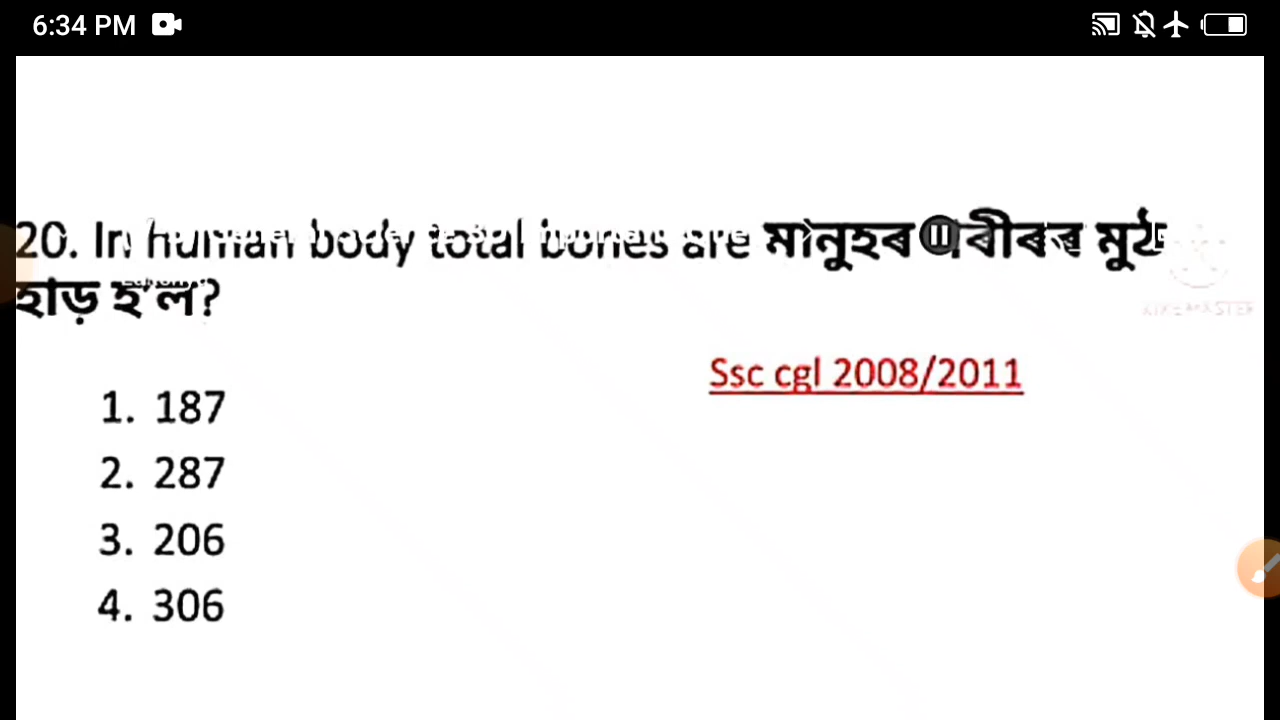 6:34 PM
20. In human body total bones are মানুহৰ মুঠ
হাড় হ'ল?
Ssc cgl 2008/2011
1. 187
2. 287
3. 206
4. 306